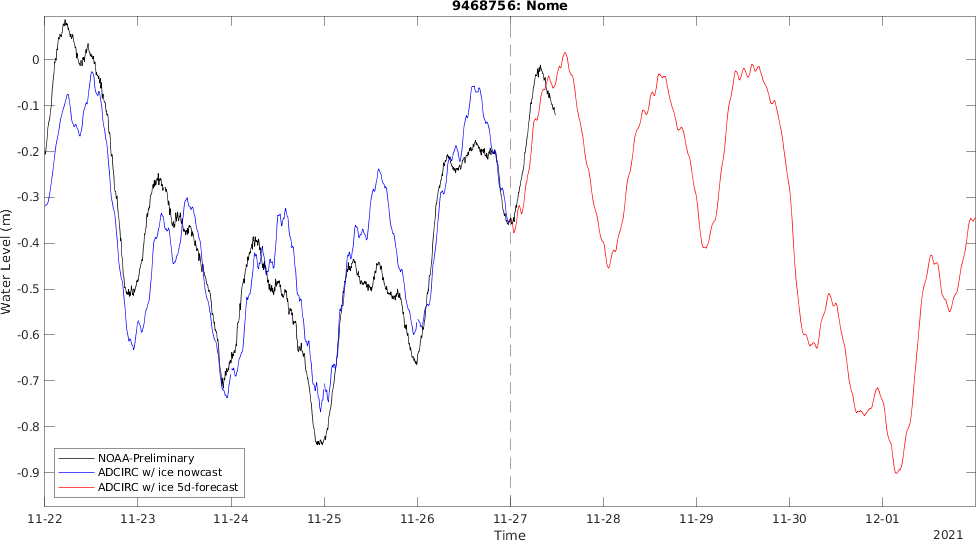 9468756: Nome
Water Level (m)
0
-0.1
-0.2
-0.3
-0.4
-0.5
-0.6
-0.7
-0.8
-0.9
NOAA-Preliminary
ADCIRC w/ ice nowcast
ADCIRC w/ ice 5d-forecast
11-22 11-23 11-24 11-25 11-26 11-27 11-28 11-29 11-30 12-01
Time
2021